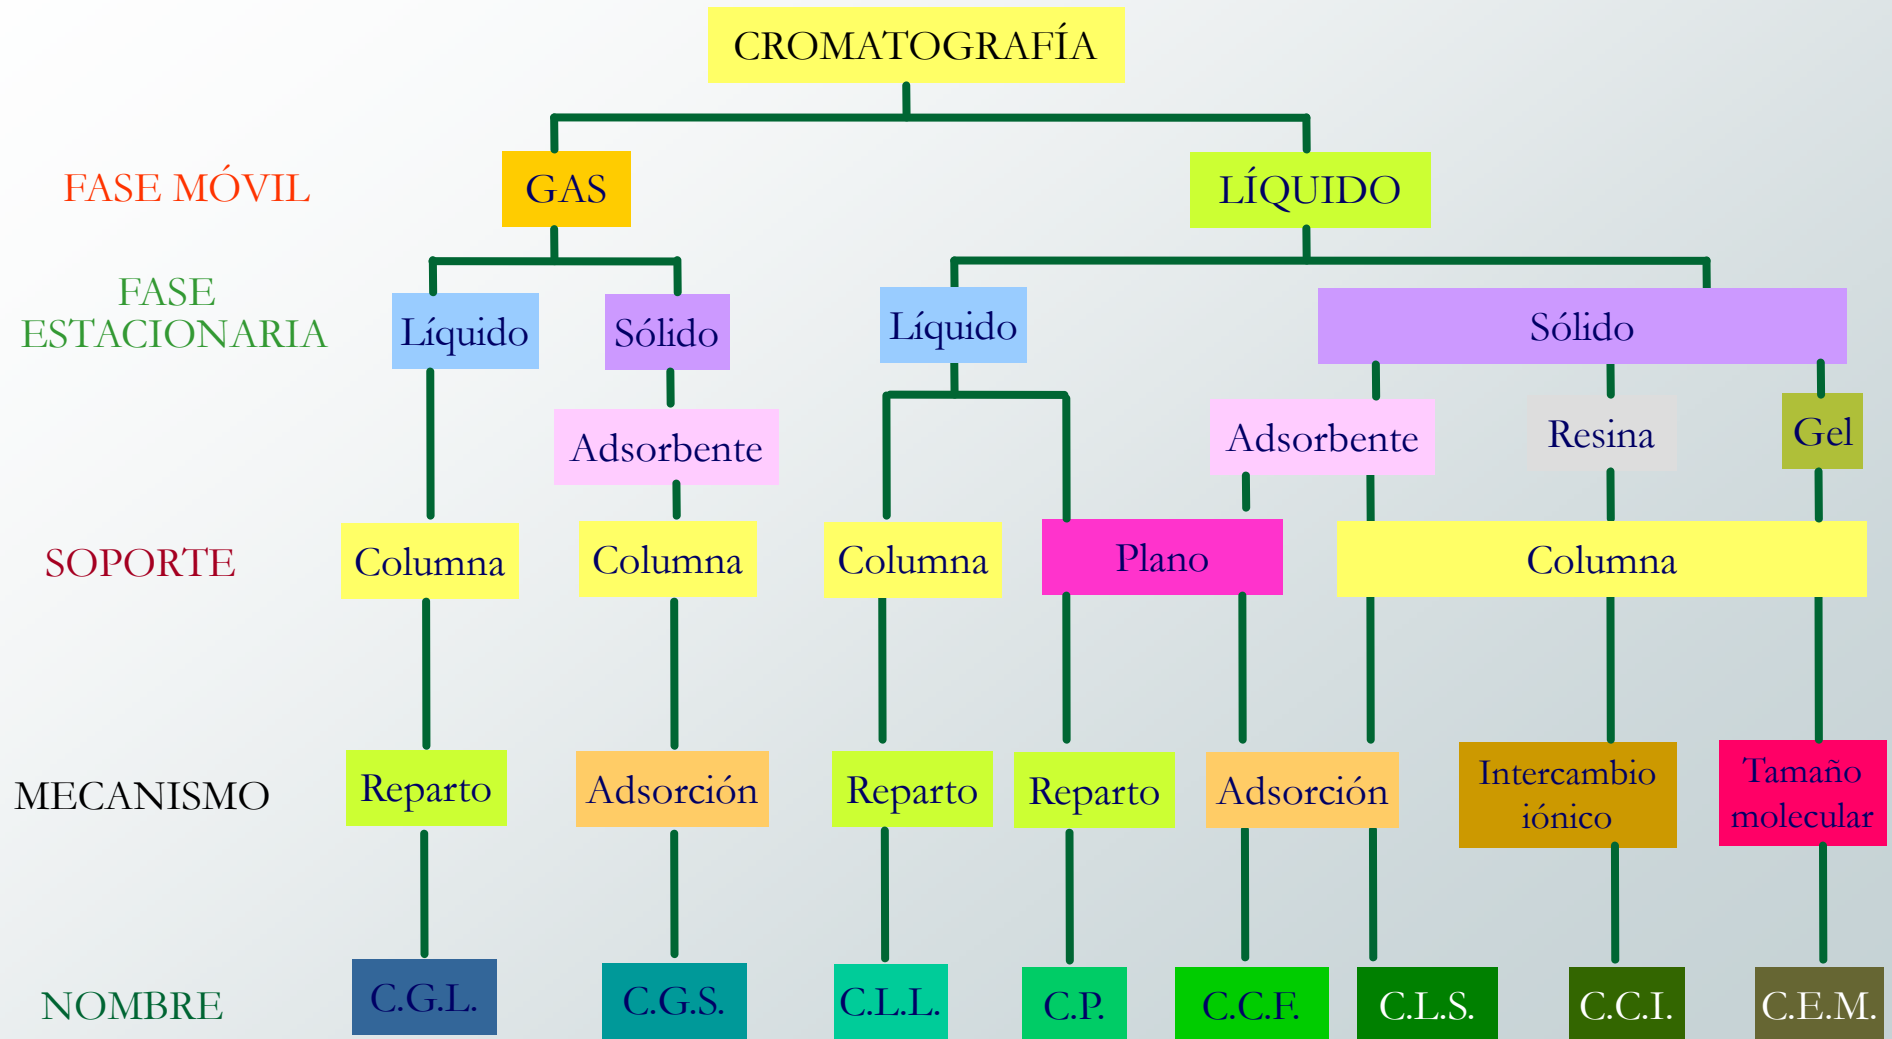 CROMATOGRAFÍA
FASE MÓVIL
GAS
LÍQUIDO
FASE
ESTACIONARIA
Líquido
Sólido
Líquido
Sólido
Adsorbente
Adsorbente
Resina
Gel
SOPORTE
Columna
Columna
Columna
Plano
Columna
MECANISMO
Reparto
Adsorción
Reparto
Reparto
Adsorción
Intercambio
iónico
Tamaño
molecular
NOMBRE
C.G.L.
C.G.S.
C.L.L.
C.P.
C.C.F.
C.L.S.
C.C.I.
C.E.M.